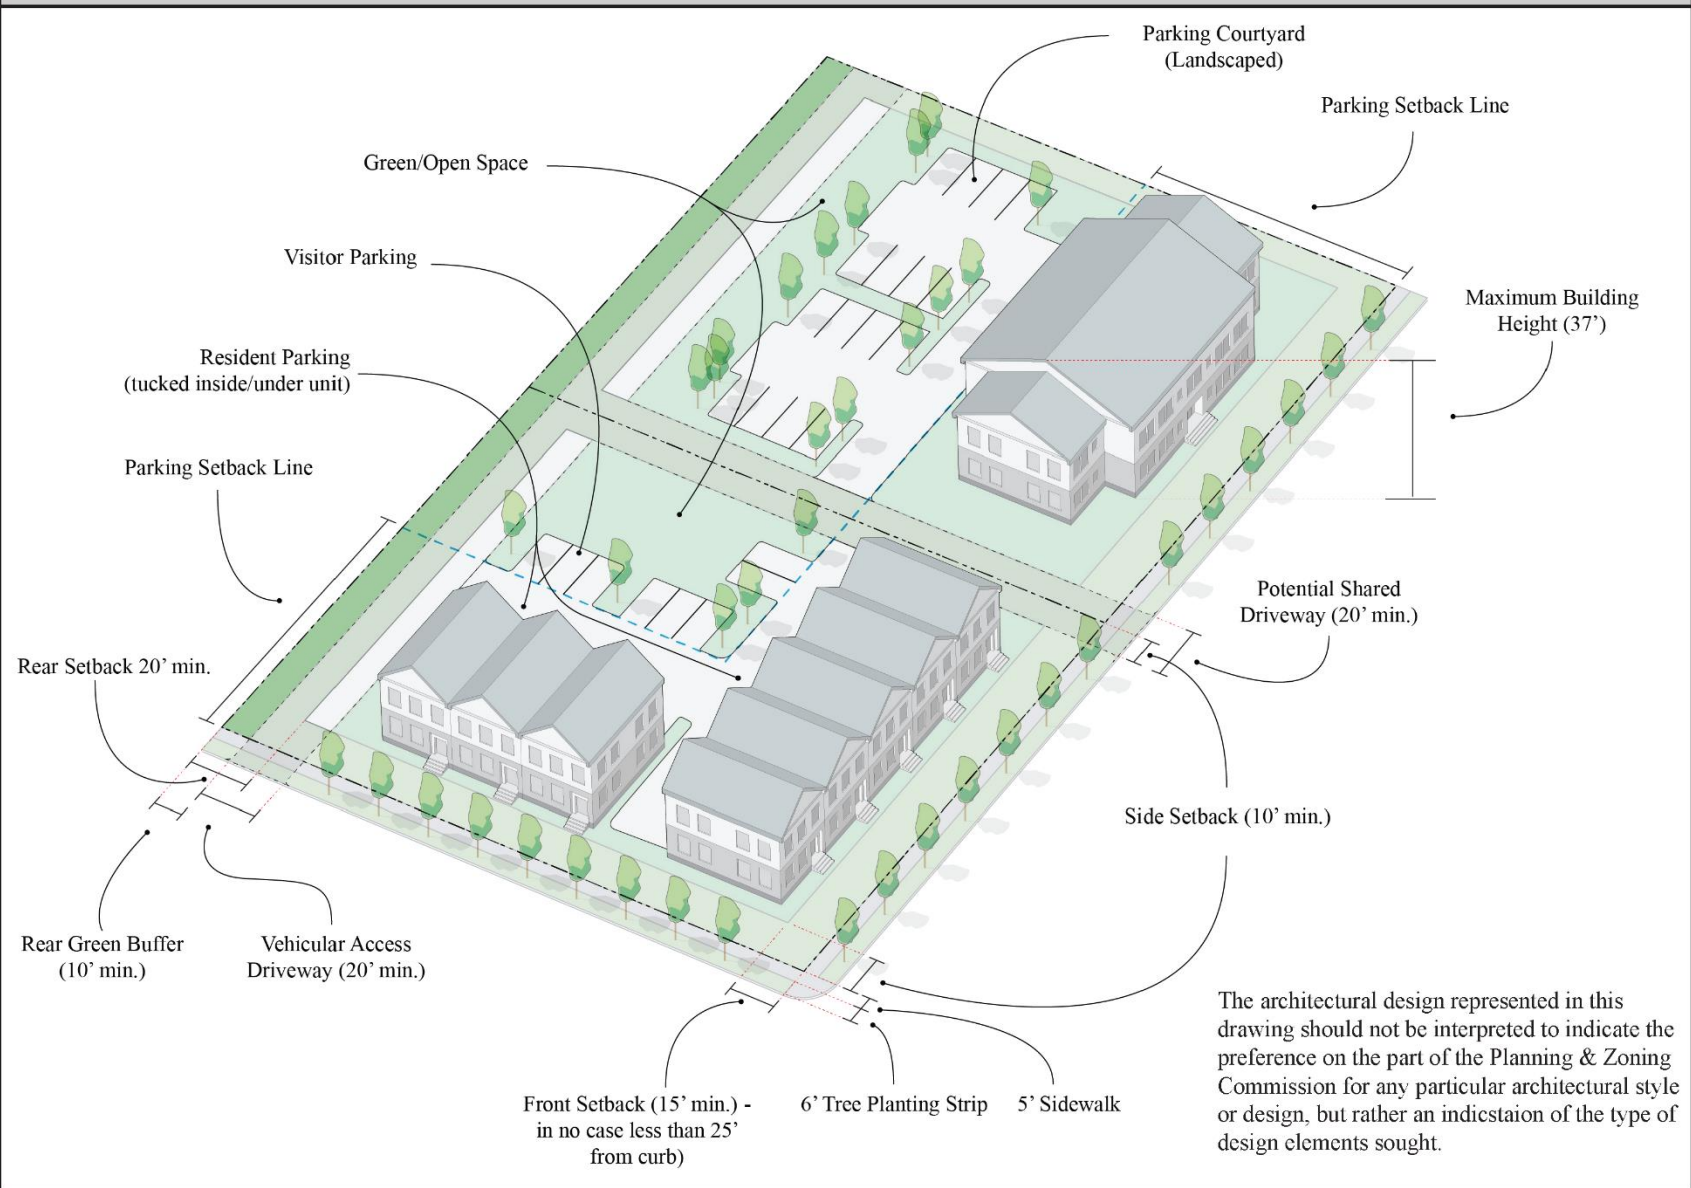 Parking Courtyard
(Landscaped)
Parking Setback Line
Green/Open Space
Visitor Parking
Maximum Building
Height (37’)
Resident Parking
(tucked inside/under unit)
Parking Setback Line
Potential Shared
Driveway (20’ min.)
Rear Setback 20’ min.
Side Setback (10’ min.)
Rear Green Buffer
(10’ min.)
Vehicular Access
Driveway (20’ min.)
Front Setback (15’ min.) -
in no case less than 25’
from curb)
6’ Tree Planting Strip
5’ Sidewalk
The architectural design represented in this
drawing should not be interpreted to indicate the
preference on the part of the Planning & Zoning
Commission for any particular architectural style
or design, but rather an indicstaion of the type of
design elements sought.